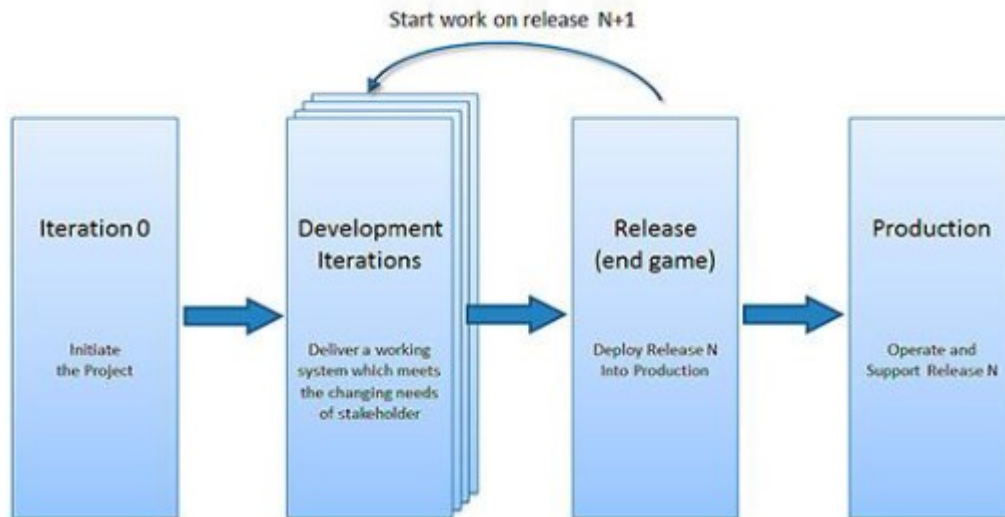 Start work on release N+1
Iteration 0
Initiate
the Project
Development
Iterations
Deliver a working
system which meets
the changing needs
of stakeholder
Release
(end game)
Deploy Release N
Into Production
Production
Operate and
Support Release N